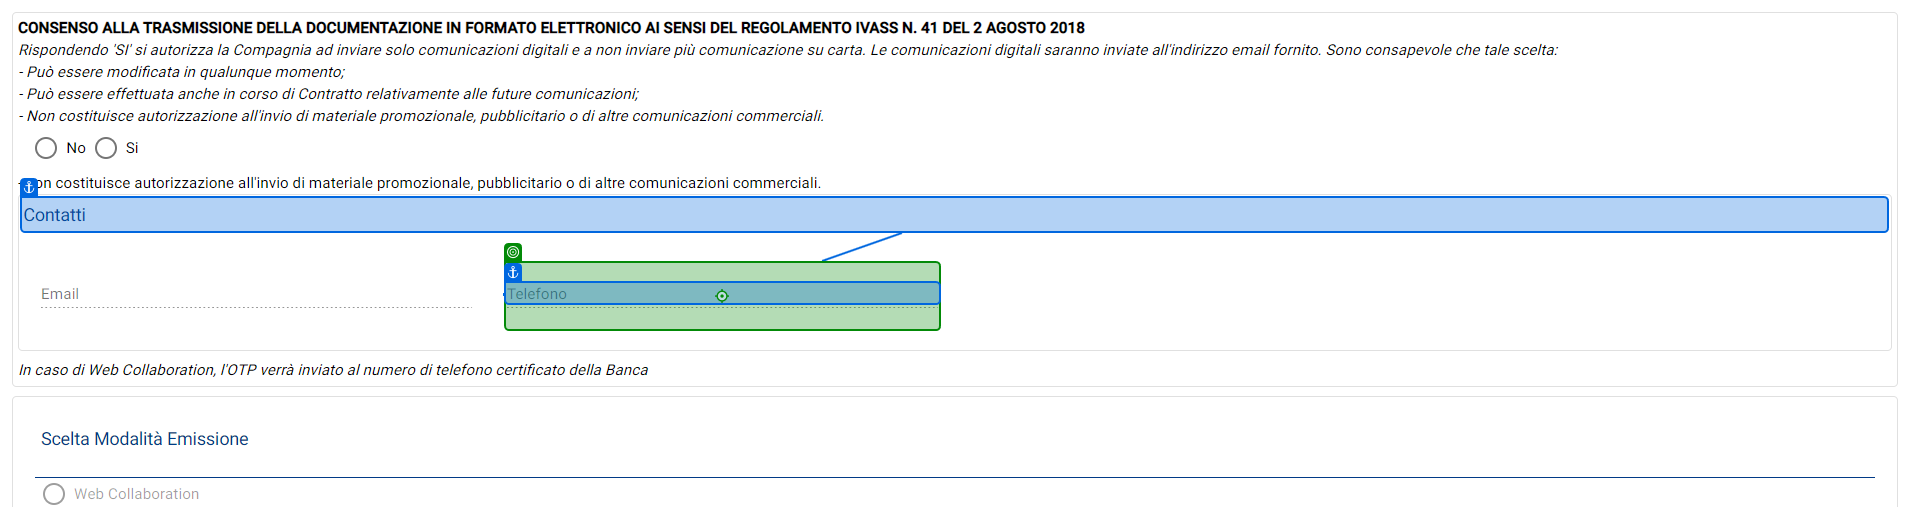 CONSENSO ALLA TRASMISSIONE DELLA DOCUMENTAZIONE IN FORMATO ELETTRONICO AI SENSI DEL REGOLAMENTO IVASS N. 41 DEL 2 AGOSTO 2018
Rispondendo 'SI' si autorizza la Compagnia ad inviare solo comunicazioni digitali e a non inviare più comunicazione su carta. Le comunicazioni digitali saranno inviate all'indirizzo email fornito. Sono consapevole che tale scelta:
- Può essere modificata in qualunque momento;
- Può essere effettuata anche in corso di Contratto relativamente alle future comunicazioni;
- Non costituisce autorizzazione all'invio di materiale promozionale, pubblicitario o di altre comunicazioni commerciali.
No Si
on costituisce autorizzazione all'invio di materiale promozionale, pubblicitario o di altre comunicazioni commerciali.
Contatti
Email Telefono
In caso di Web Collaboration, l'OTP verrà inviato al numero di telefono certificato della Banca
Scelta Modalità Emissione
Web Collaboration